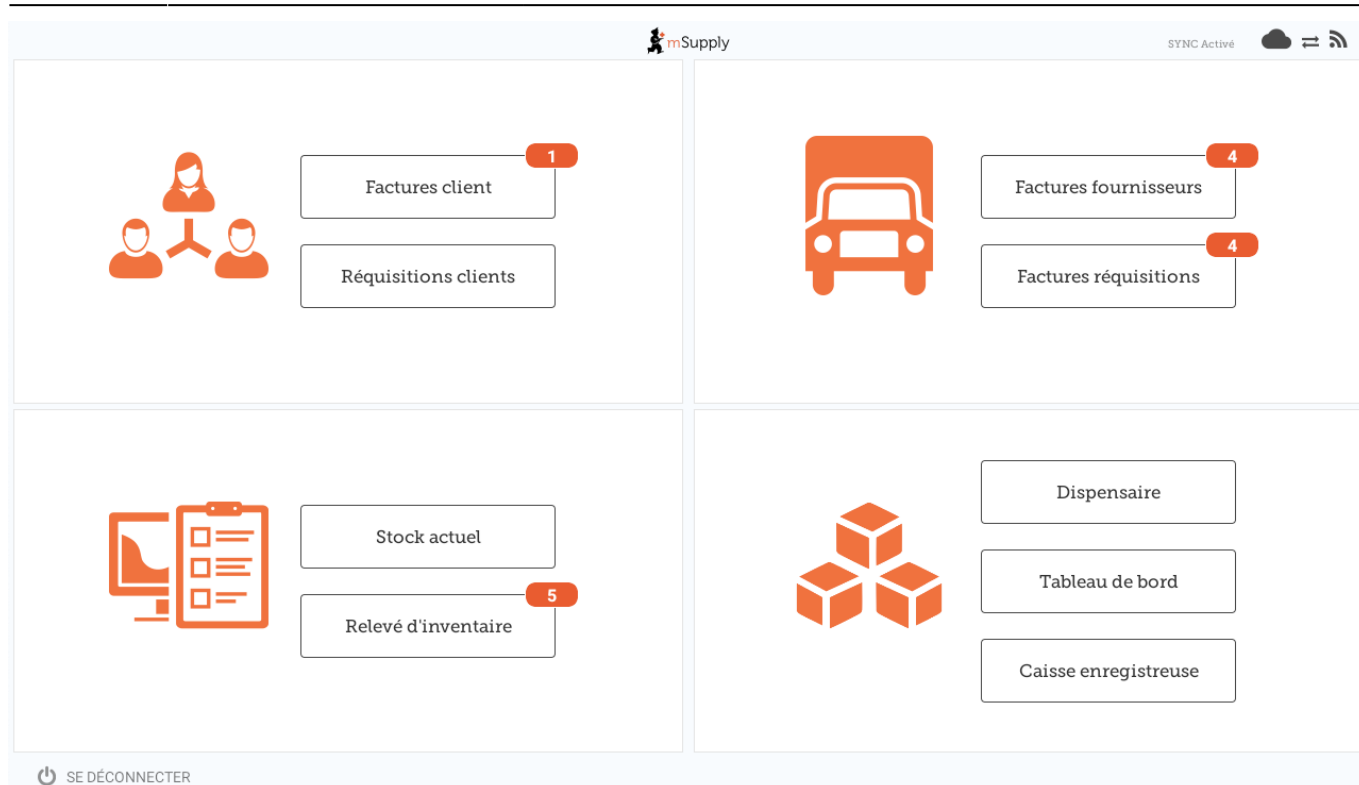 mSupply
SYNC Activé
1
Factures client
Réquisitions clients
4
Factures fournisseurs
4
Factures réquisitions
Stock actuel
5
Relevé d'inventaire
Dispensaire
Tableau de bord
Caisse enregistreuse
SE DÉCONNECTER